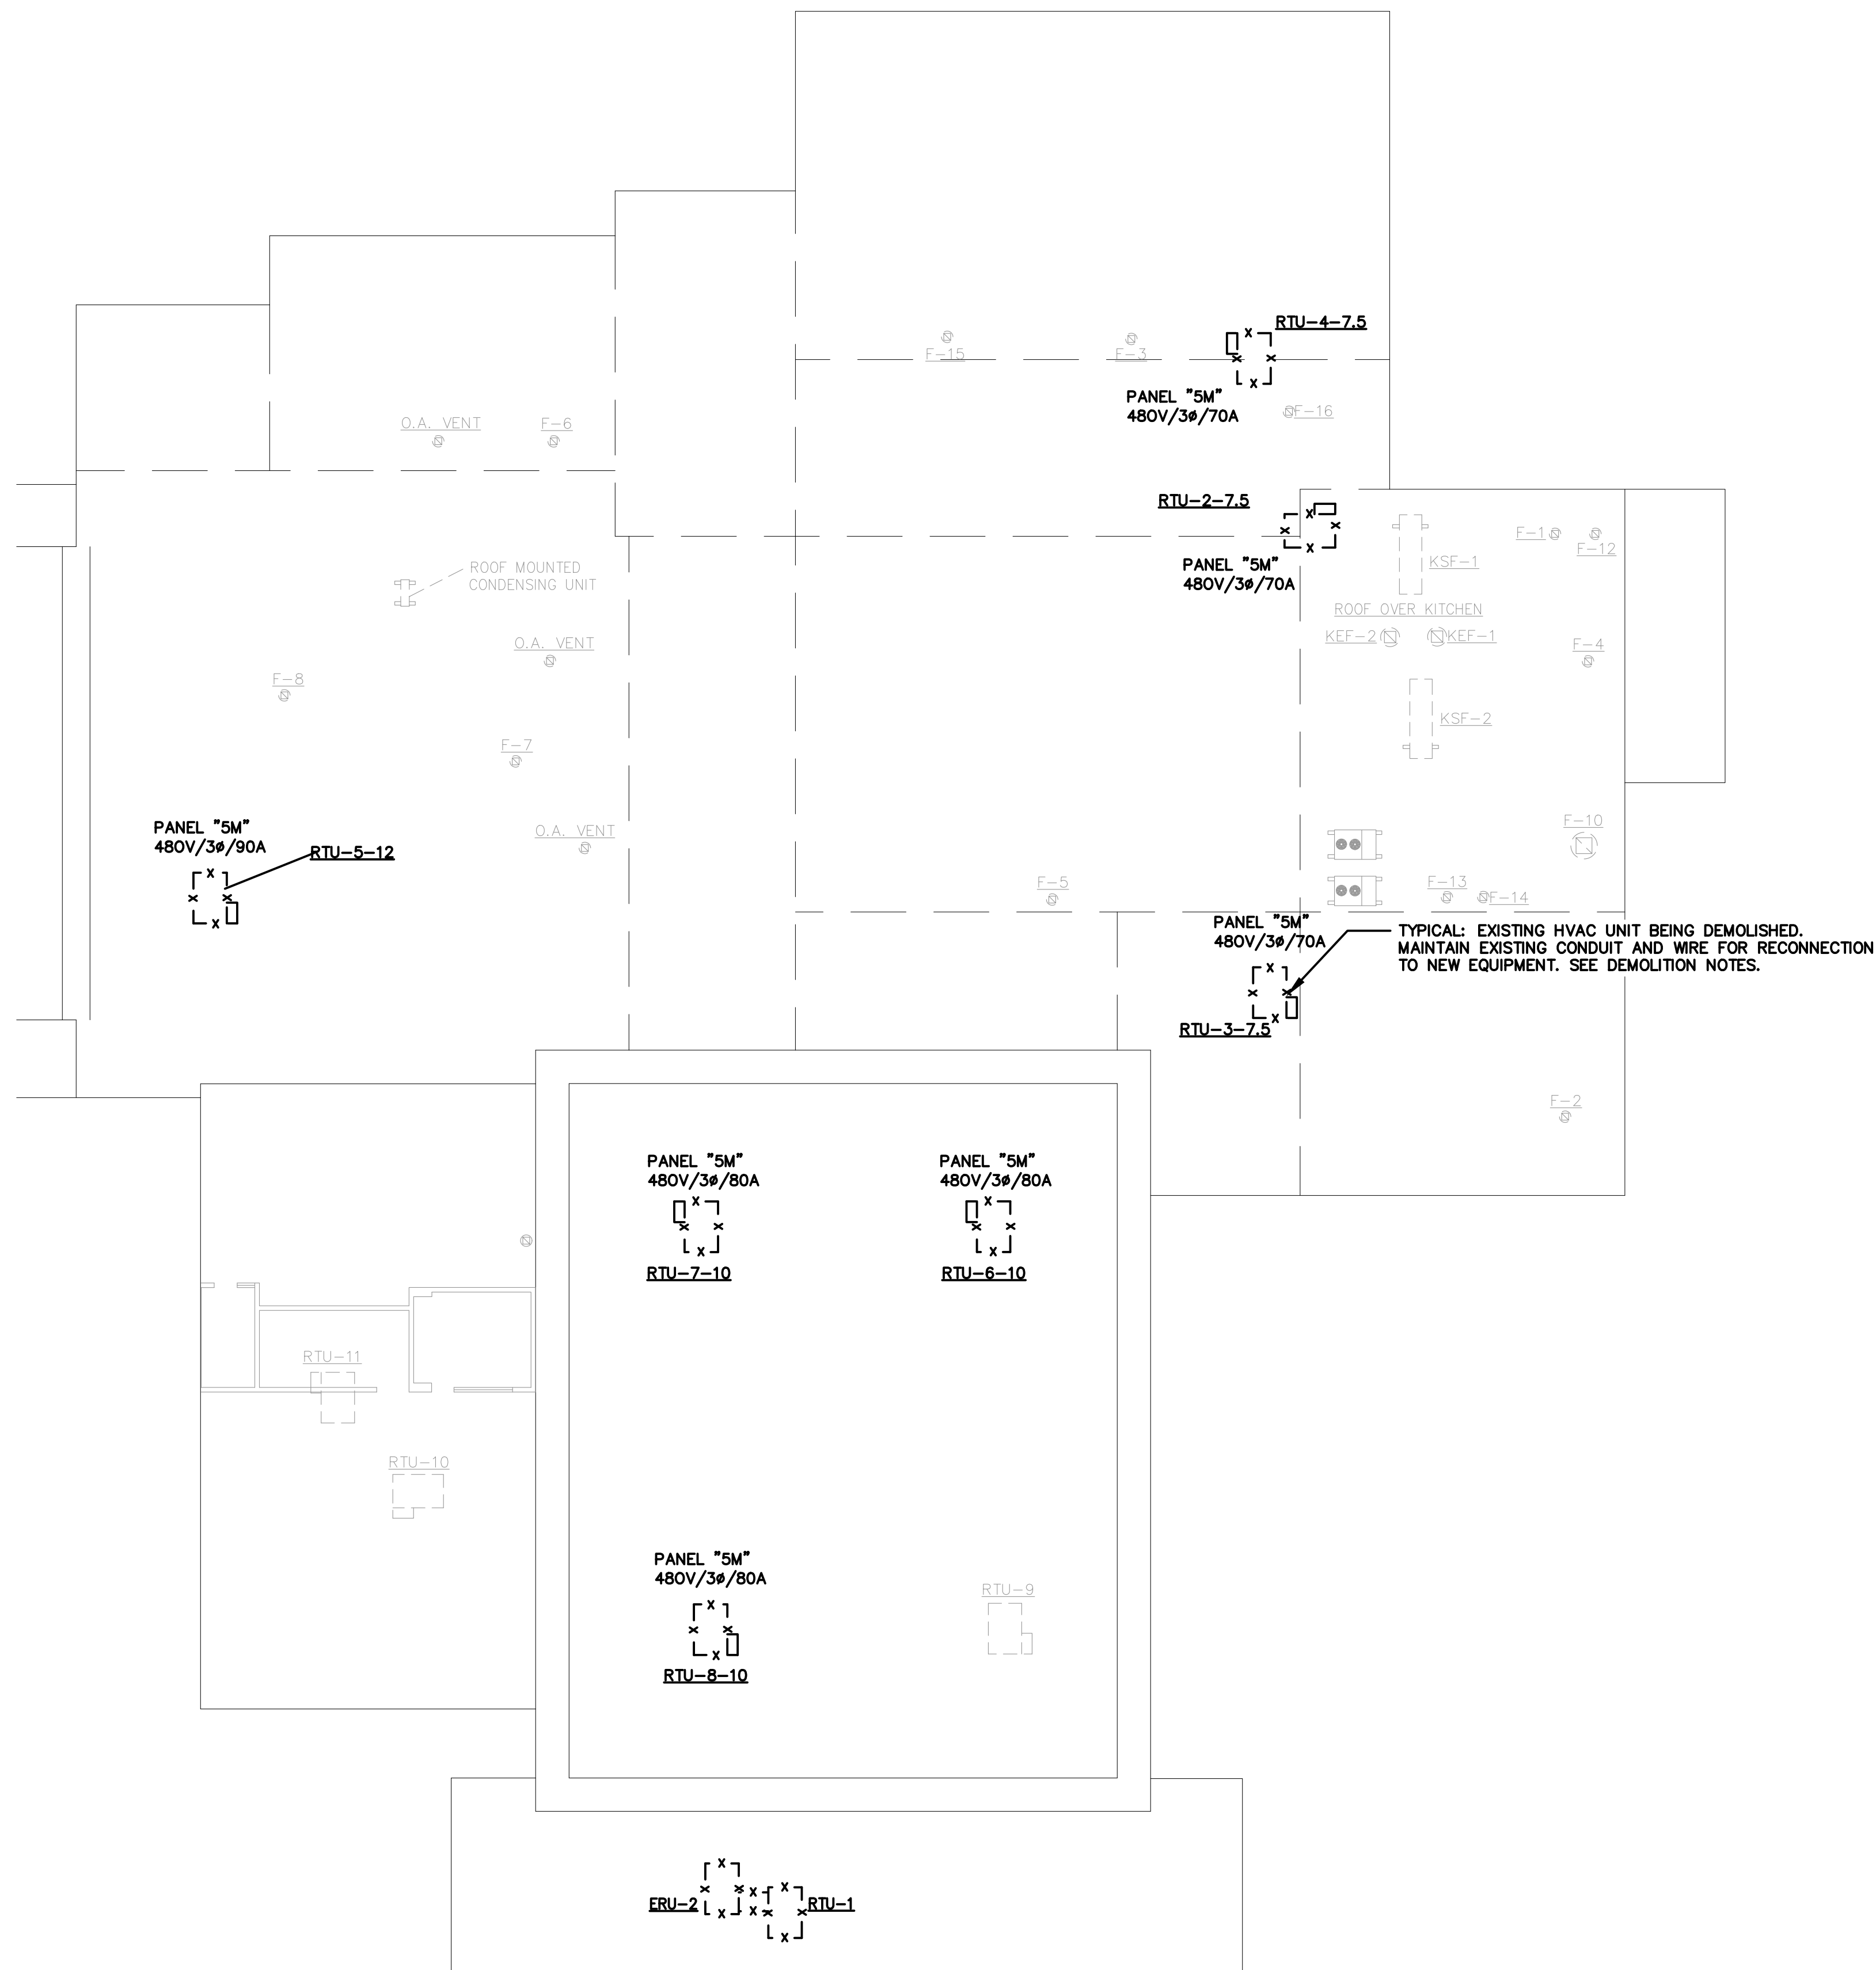 RTU-4-7.5
F-15
F-3
PANEL "5M"
480V/3ø/70A
F-16
O.A. VENT
F-6
RTU-2-7.5
PANEL "5M"
480V/3ø/70A
F-1
F-12
KSF-1
ROOF MOUNTED
CONDENSING UNIT
ROOF OVER KITCHEN
KEF-2
KEF-1
O.A. VENT
F-4
F-8
KSF-2
F-7
PANEL "5M"
480V/3ø/90A
RTU-5-12
O.A. VENT
F-10
F-5
F-13
F-14
PANEL "5M"
480V/3ø/70A
TYPICAL: EXISTING HVAC UNIT BEING DEMOLISHED.
MAINTAIN EXISTING CONDUIT AND WIRE FOR RECONNECTION
TO NEW EQUIPMENT. SEE DEMOLITION NOTES.
RTU-3-7.5
F-2
PANEL "5M"
480V/3ø/80A
RTU-7-10
PANEL "5M"
480V/3ø/80A
RTU-6-10
RTU-11
RTU-10
PANEL "5M"
480V/3ø/80A
RTU-8-10
RTU-9
ERU-2
RTU-1